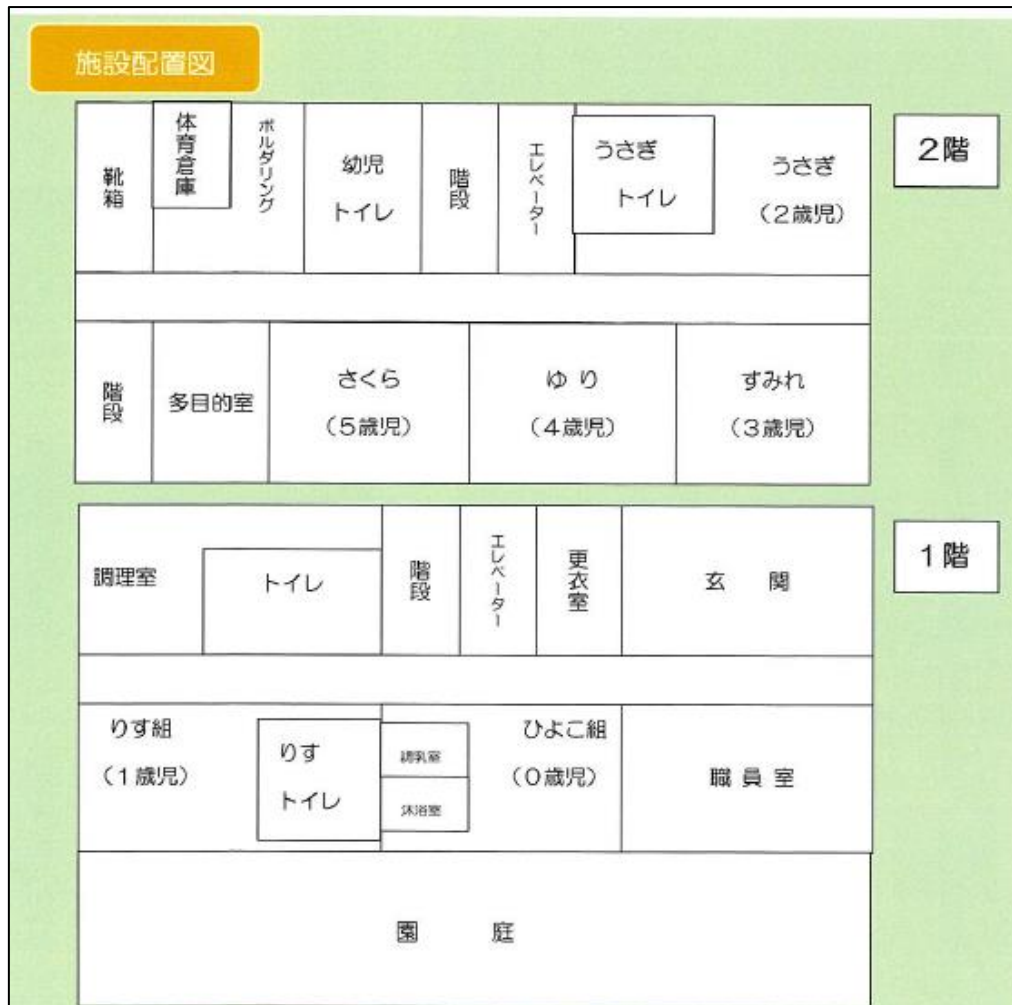 施設配置図
2階
靴箱
体育倉庫
ボルダリング
幼児
トイレ
階段
エレベーター
うさぎ
トイレ
うさぎ
(2歳児)
階段
多目的室
さくら
(5歳児)
ゆり
(4歳児)
すみれ
(3歳児)
1階
調理室
トイレ
階段
エレベーター
更衣室
玄関
りす組
(1歳児)
りす
トイレ
調乳室
沐浴室
ひよこ組
(0歳児)
職員室
園庭